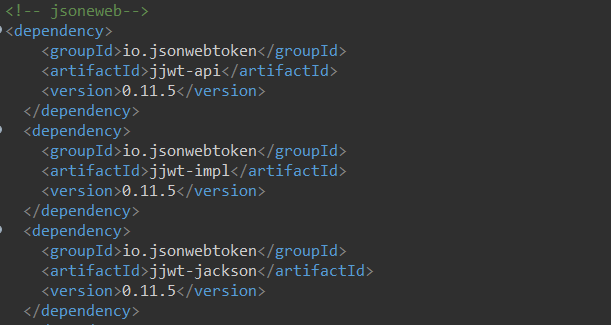 <!-- jsoneweb-->
<dependency>
<groupId>io.jsonwebtoken</groupId>
<artifactId>jjwt-api</artifactId>
<version>0.11.5</version>
</dependency>
<dependency>
<groupId>io.jsonwebtoken</groupId>
<artifactId>jjwt-impl</artifactId>
<version>0.11.5</version>
</dependency>
<dependency>
<groupId>io.jsonwebtoken</groupId>
<artifactId>jjwt-jackson</artifactId>
<version>0.11.5</version>
</dependency>